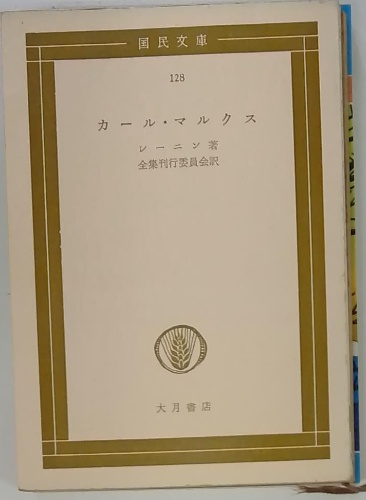 国民文庫
128
カール・マルクス
レーニン著
全集刊行委員会訳
大月書店